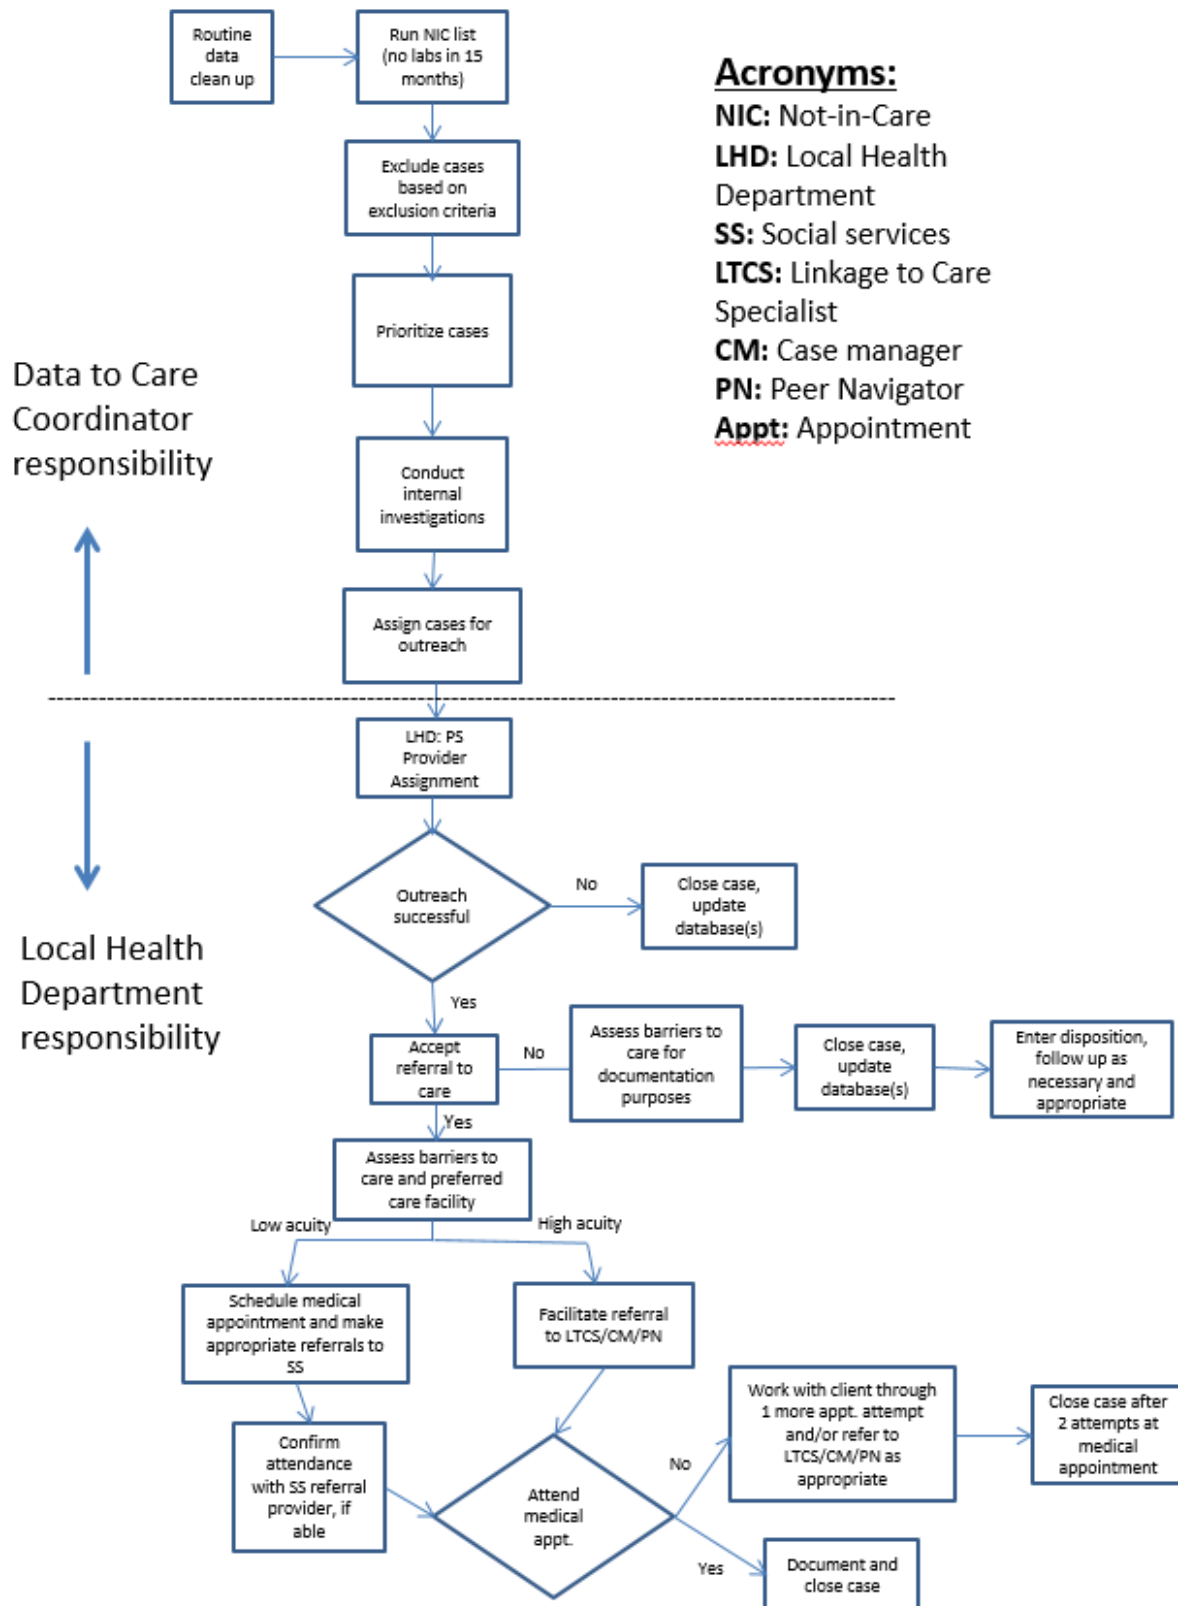 Routine
data
clean up
Run NIC list
(no labs in 15
months)
Acronyms:
NIC: Not-in-Care
LHD: Local Health
Department
SS: Social services
LTCS: Linkage to Care
Specialist
CM: Case manager
PN: Peer Navigator
Appt: Appointment
Exclude cases
based on
exclusion criteria
Prioritize cases
Data to Care
Coordinator
responsibility
Conduct
internal
investigations
Assign cases for
outreach
LHD: PS
Provider
Assignment
Local Health
Department
responsibility
Outreach
successful
No
Close case,
update
database(s)
Yes
Accept
referral to
care
No
Assess barriers to
care for
documentation
purposes
Close case,
update
database(s)
Enter disposition,
follow up as
necessary and
appropriate
Yes
Assess barriers to
care and preferred
care facility
Low acuity
High acuity
Schedule medical
appointment and make
appropriate referrals to
SS
Facilitate referral
to LTCS/CM/PN
Confirm
attendance
with SS referral
provider, if
able
Attend
medical
appt.
No
Work with client through
1 more appt. attempt
and/or refer to
LTCS/CM/PN as
appropriate
Close case after
2 attempts at
medical
appointment
Yes
Document and
close case